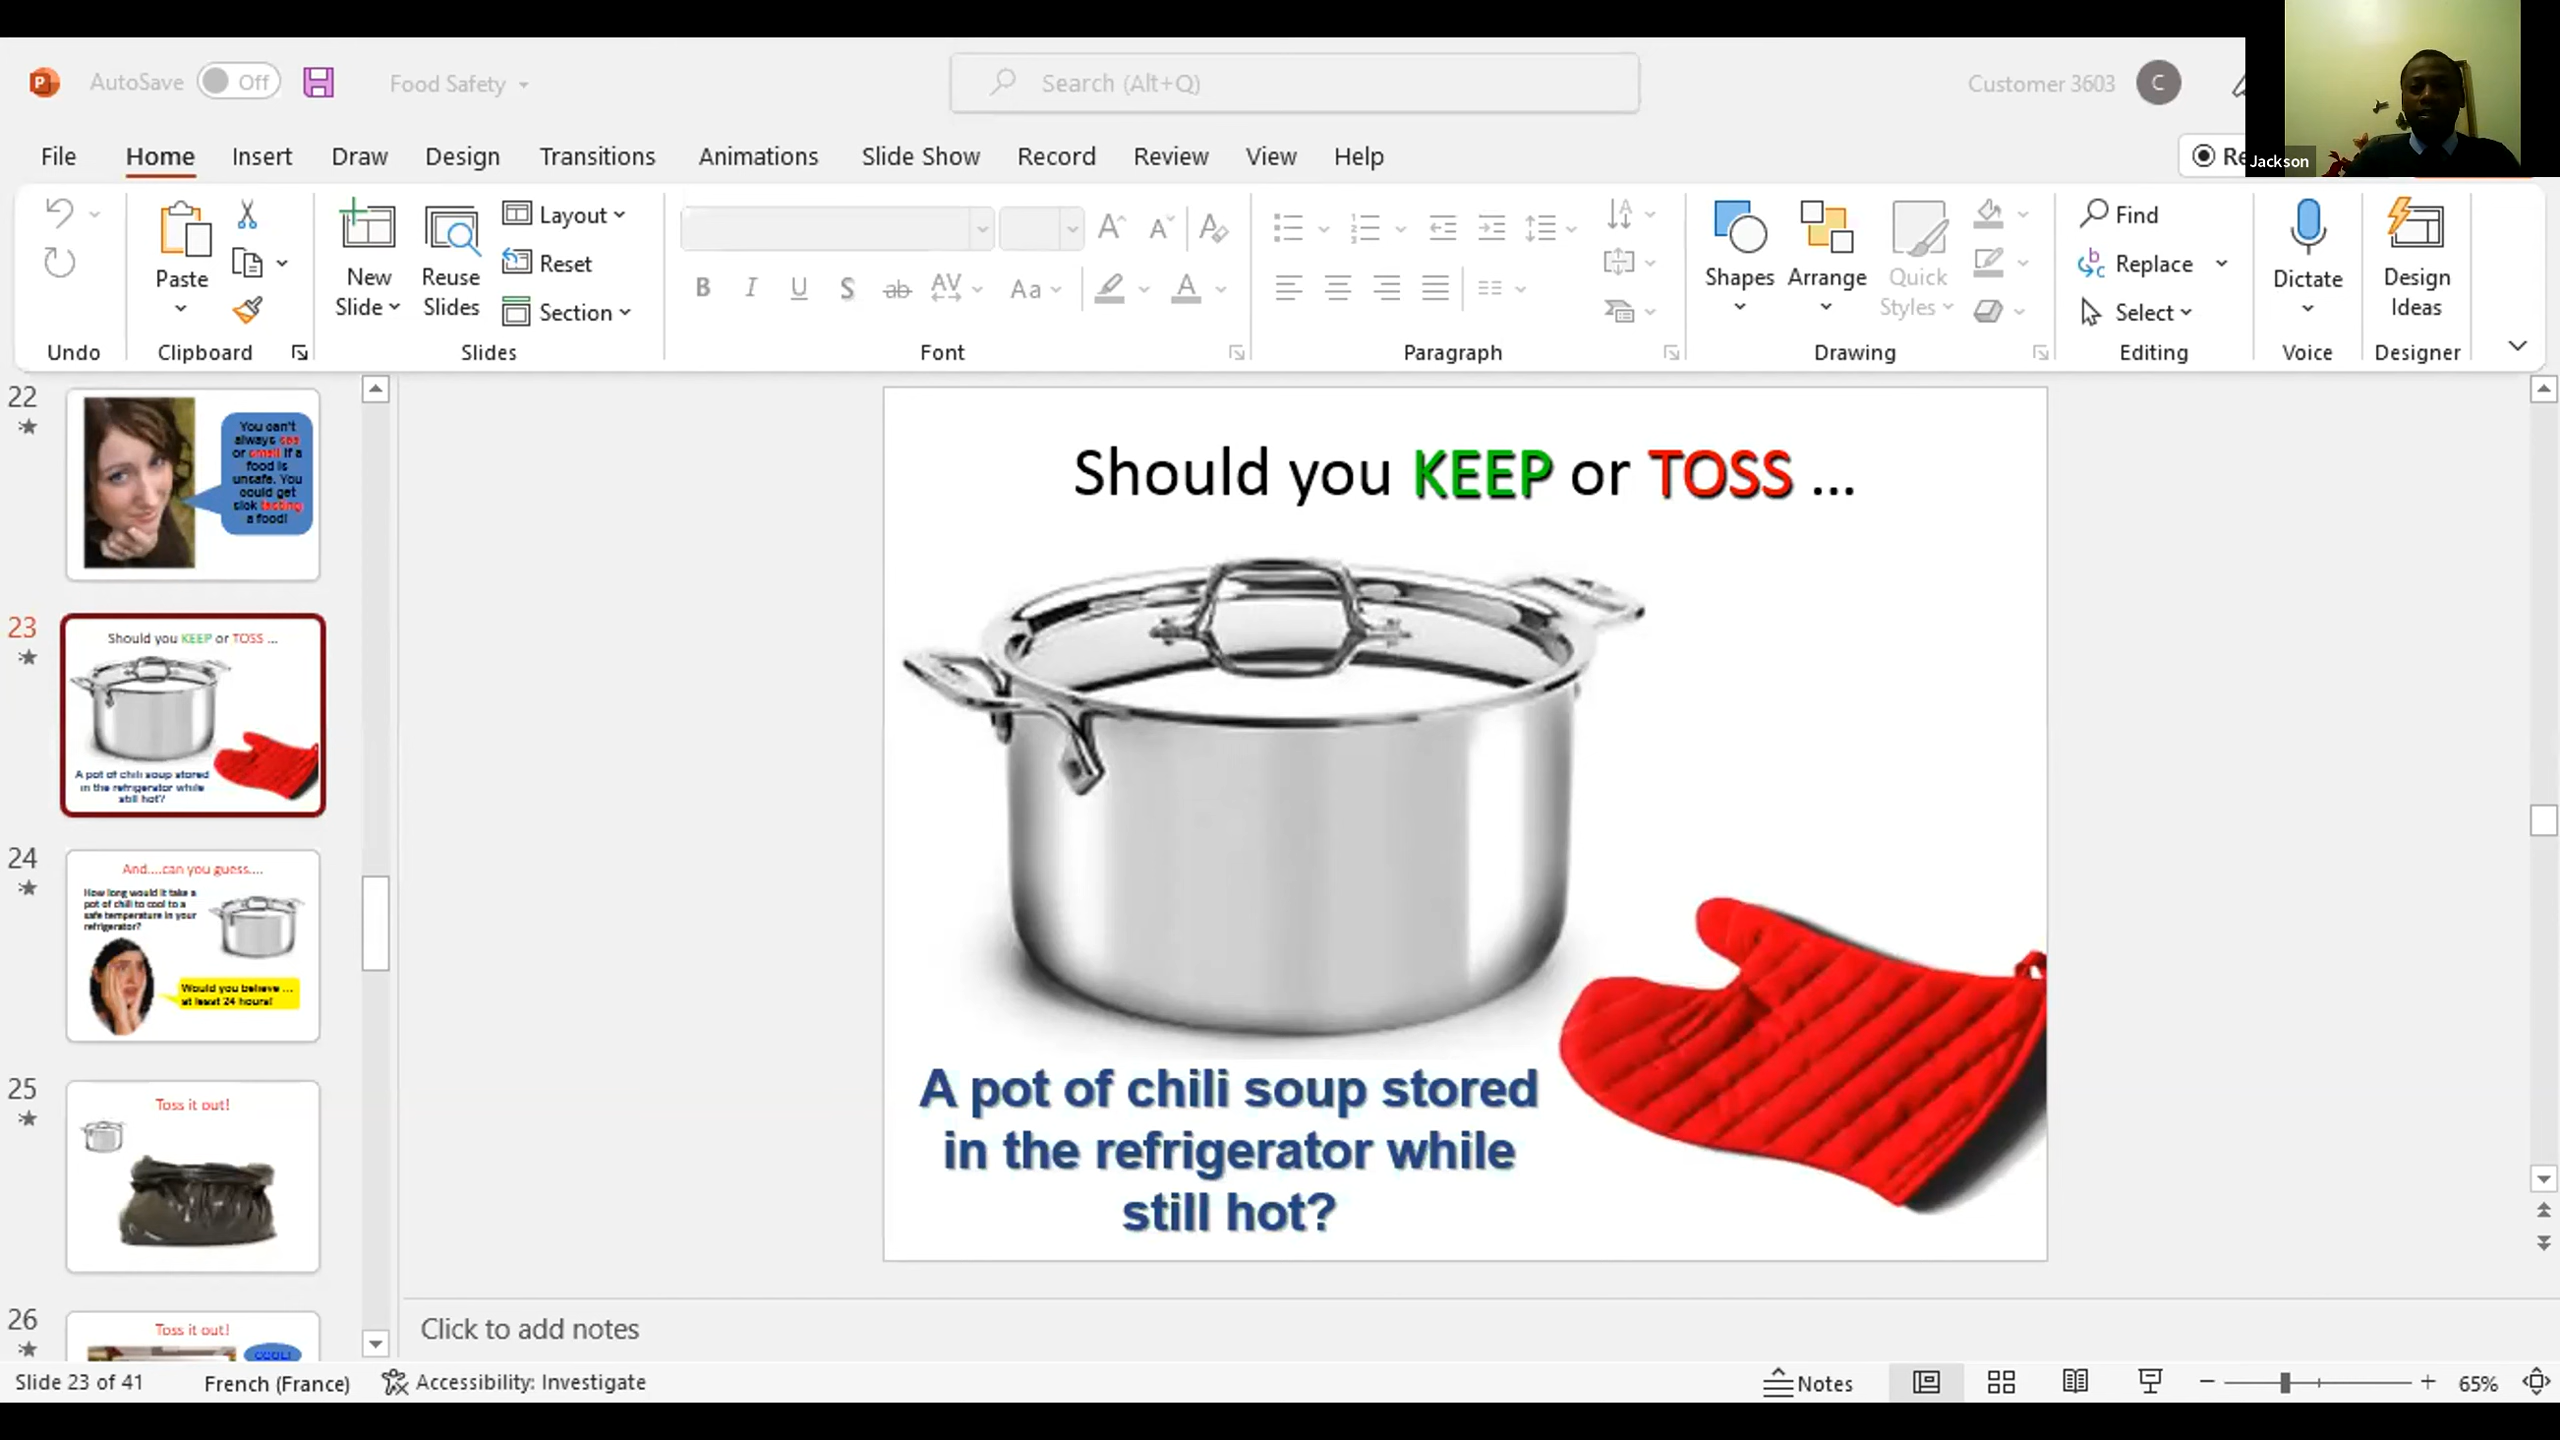 AutoSave Off Food Safety Search (Alt+Q) Customer 3603 C
File Home Insert Draw Design Transitions Animations Slide Show Record Review View Help
Jackson
Paste
New Slide
Reuse Slides
Layout
Reset
Section
B I U S ab AV Aa A
Shapes Arrange Quick Styles
Find
Replace
Select
Dictate
Design Ideas
Undo Clipboard Slides Font Paragraph Drawing Editing Voice Designer
22
You can't
always see
or smell if a
food is
unsafe. You
could get
sick tasting
a food!
23
Should you KEEP or TOSS ...
A pot of chili soup stored
in the refrigerator while
still hot?
24
And....can you guess....
How long would it take a
pot of chili to cool to a
safe temperature in your
refrigerator?
Would you believe ...
at least 24 hours!
25
Toss it out!
26
Toss it out!
COOL!
Should you KEEP or TOSS ...
A pot of chili soup stored
in the refrigerator while
still hot?
Click to add notes
Slide 23 of 41 French (France) Accessibility: Investigate Notes 65%